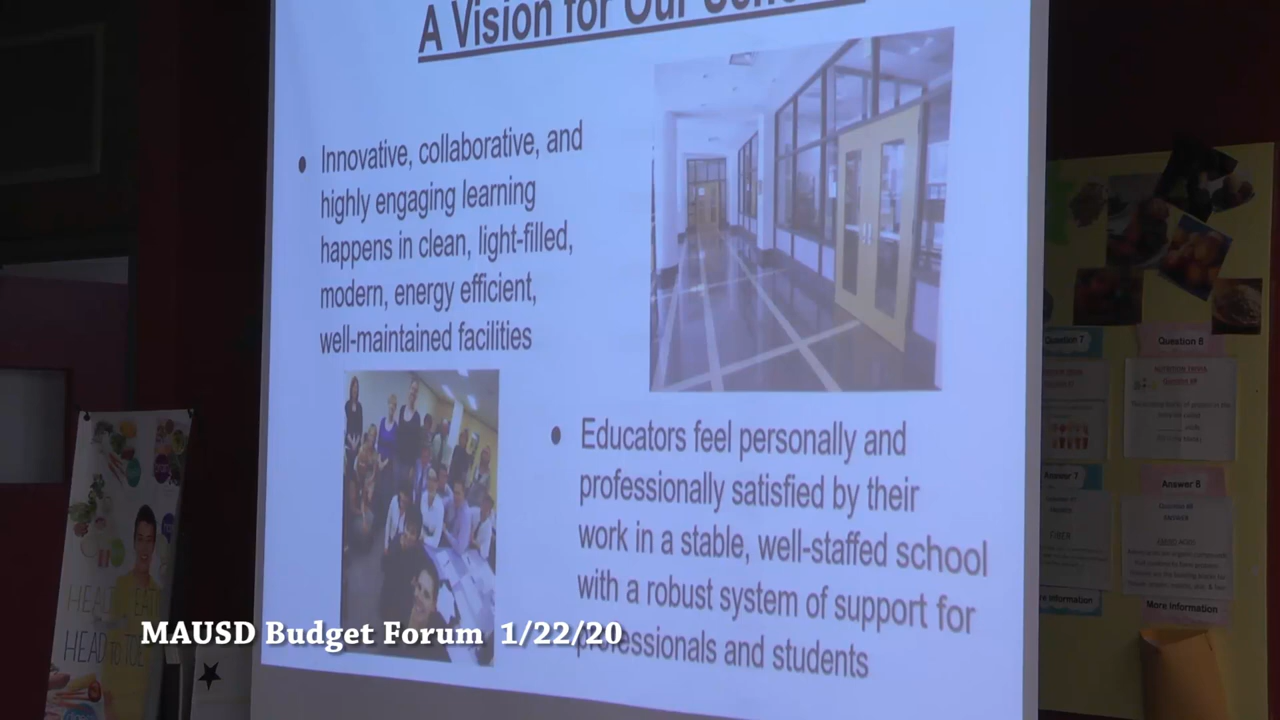 A Vision for Our
Innovative, collaborative, and
highly engaging learning
happens in clean, light-filled,
modern, energy efficient,
well-maintained facilities
Educators feel personally and
professionally satisfied by their
work in a stable, well-staffed school
with a robust system of support for
professionals and students
MAUSD Budget Forum 1/22/20
HEAD TO TOE
Question 7
Answer 7
More Information
Question 8
Answer 8
More Information